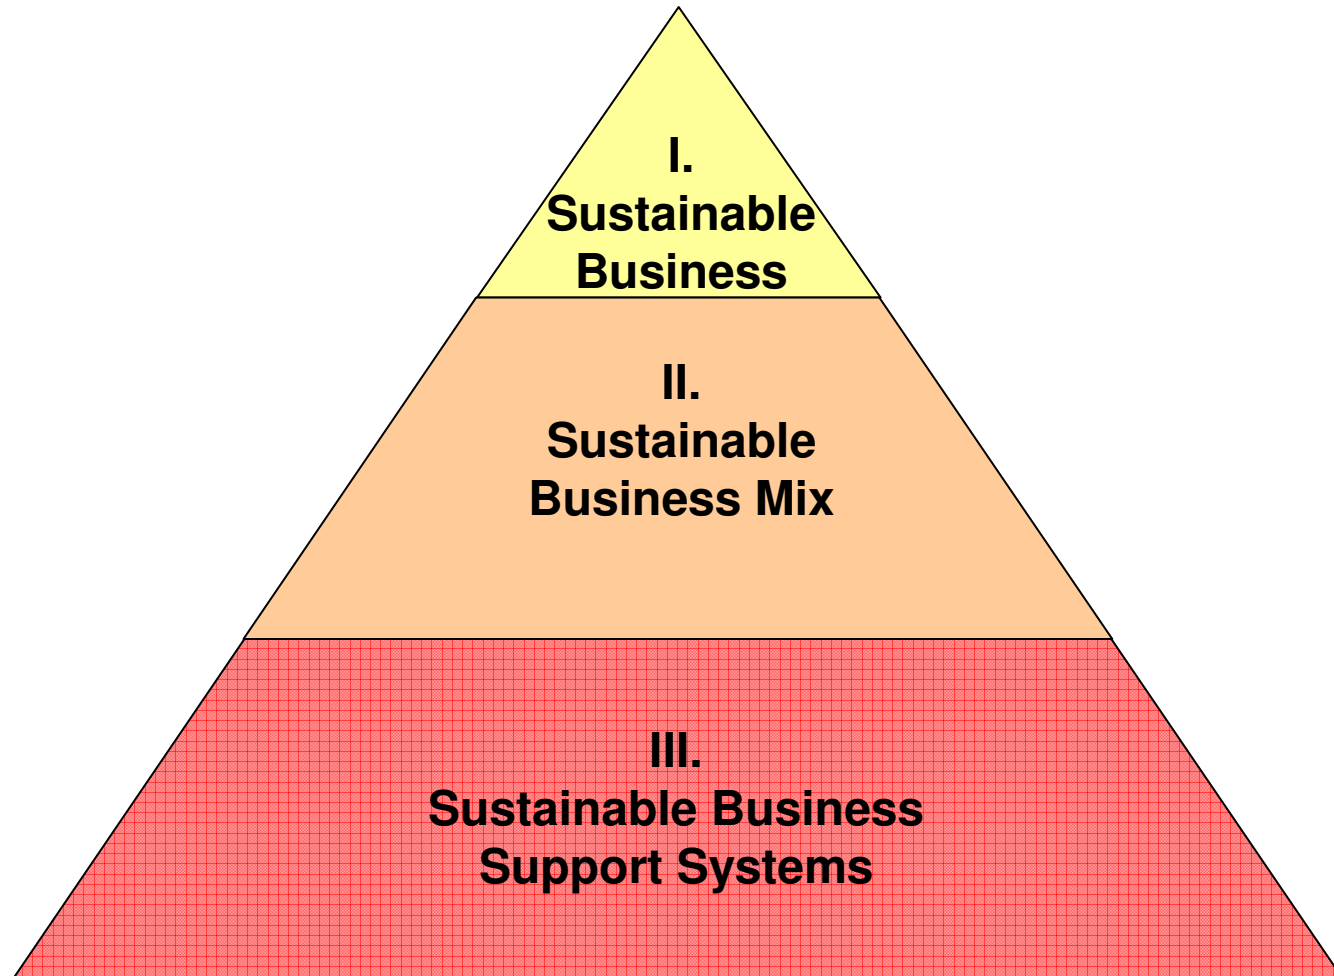 I.
Sustainable
Business
II.
Sustainable
Business Mix
III.
Sustainable Business
Support Systems